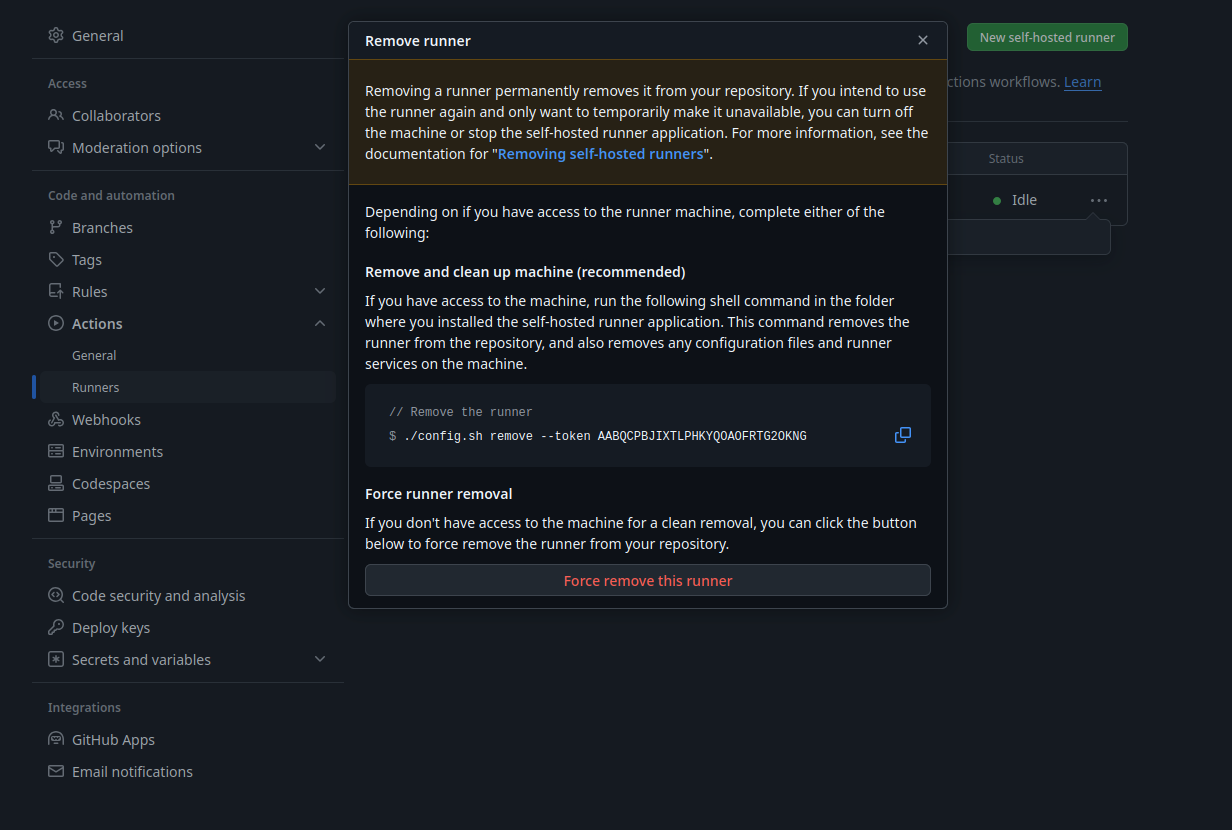 General
Access
Collaborators
Moderation options
Code and automation
Branches
Tags
Rules
Actions
General
Runners
Webhooks
Environments
Codespaces
Pages
Security
Code security and analysis
Deploy keys
Secrets and variables
Integrations
GitHub Apps
Email notifications
Remove runner
Removing a runner permanently removes it from your repository. If you intend to use
the runner again and only want to temporarily make it unavailable, you can turn off
the machine or stop the self-hosted runner application. For more information, see the
documentation for "Removing self-hosted runners".
Depending on if you have access to the runner machine, complete either of the
following:
Remove and clean up machine (recommended)
If you have access to the machine, run the following shell command in the folder
where you installed the self-hosted runner application. This command removes the
runner from the repository, and also removes any configuration files and runner
services on the machine.
// Remove the runner
$ ./config.sh remove --token AABQCPBJIXTLPHKYQOAOFRTG2OKNG
Force runner removal
If you don't have access to the machine for a clean removal, you can click the button
below to force remove the runner from your repository.
Force remove this runner
New self-hosted runner
ctions workflows. Learn
Status
Idle